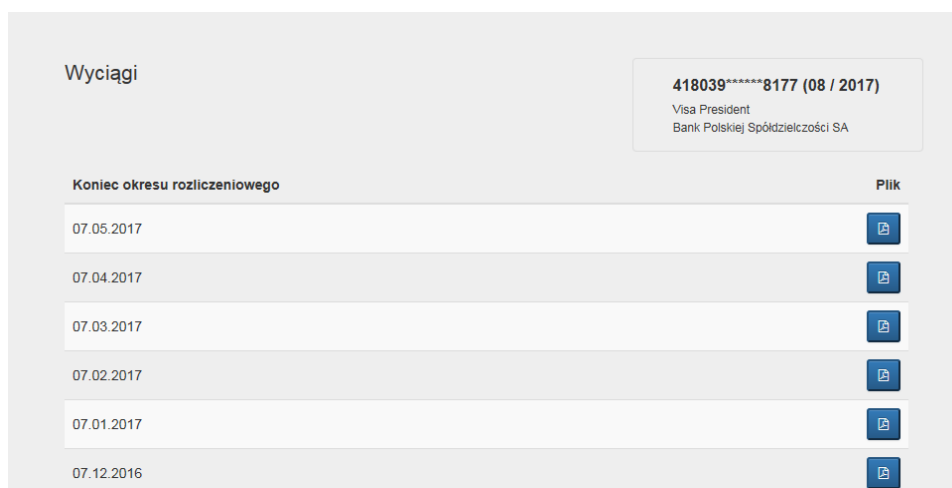 Wyciągi
418039******8177 (08 / 2017)
Visa President
Bank Polskiej Spółdzielczości SA
Koniec okresu rozliczeniowego Plik
07.05.2017
07.04.2017
07.03.2017
07.02.2017
07.01.2017
07.12.2016